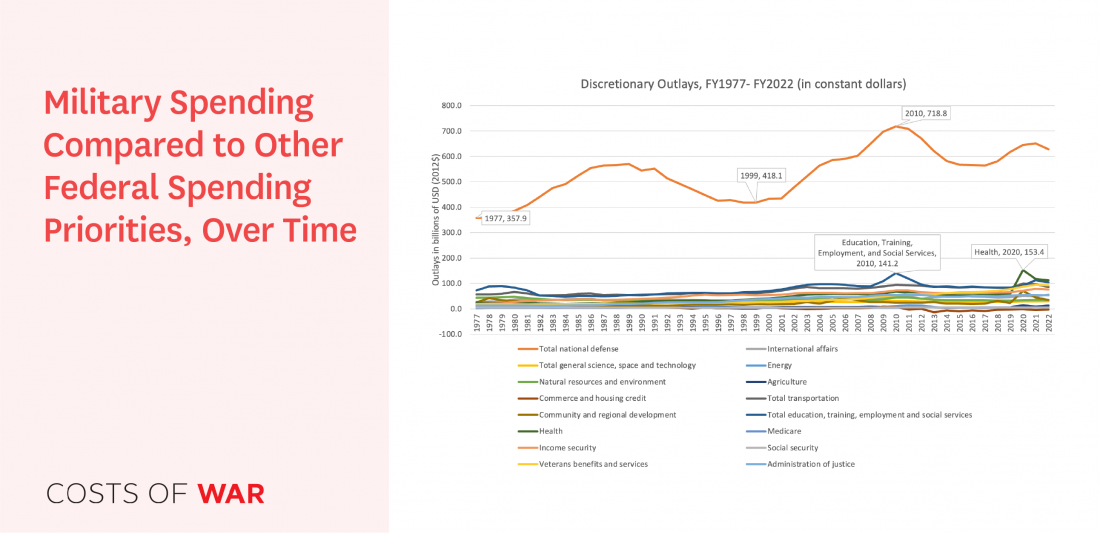 Military Spending
Compared to Other
Federal Spending
Priorities, Over Time
COSTS OF WAR
Discretionary Outlays, FY1977- FY2022 (in constant dollars)
Outlays in billions of USD (2012$)
800.0
700.0
600.0
500.0
400.0
300.0
200.0
100.0
0.0
-100.0
1977, 357.9
1999, 418.1
2010, 718.8
Education, Training,
Employment, and Social Services,
2010, 141.2
Health, 2020, 153.4
1977
1978
1979
1980
1981
1982
1983
1984
1985
1986
1987
1988
1989
1990
1991
1992
1993
1994
1995
1996
1997
1998
1999
2000
2001
2002
2003
2004
2005
2006
2007
2008
2009
2010
2011
2012
2013
2014
2015
2016
2017
2018
2019
2020
2021
2022
Total national defense
International affairs
Total general science, space and technology
Energy
Natural resources and environment
Agriculture
Commerce and housing credit
Total transportation
Community and regional development
Total education, training, employment and social services
Health
Medicare
Income security
Social security
Veterans benefits and services
Administration of justice